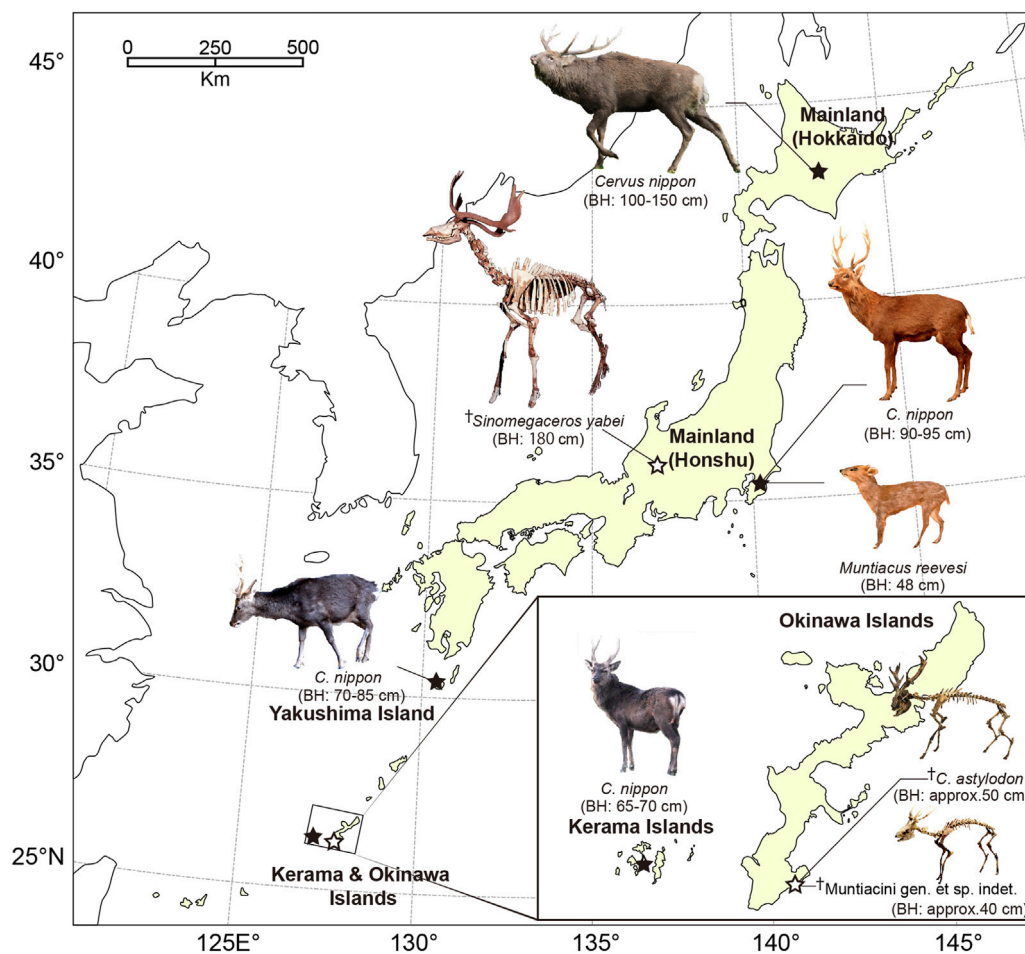 45°
40°
35°
30°
25°N
0 250 500
Km
Mainland
(Hokkaido)
Cervus nippon
(BH: 100-150 cm)
†Sinomegaceros yabei
(BH: 180 cm)
Mainland
(Honshu)
C. nippon
(BH: 90-95 cm)
Muntiacus reevesi
(BH: 48 cm)
C. nippon
(BH: 70-85 cm)
Yakushima Island
Kerama & Okinawa
Islands
Okinawa Islands
C. nippon
(BH: 65-70 cm)
Kerama Islands
†C. astylodon
(BH: approx.50 cm)
†Muntiacini gen. et sp. indet.
(BH: approx.40 cm)
125E° 130° 135° 140° 145°